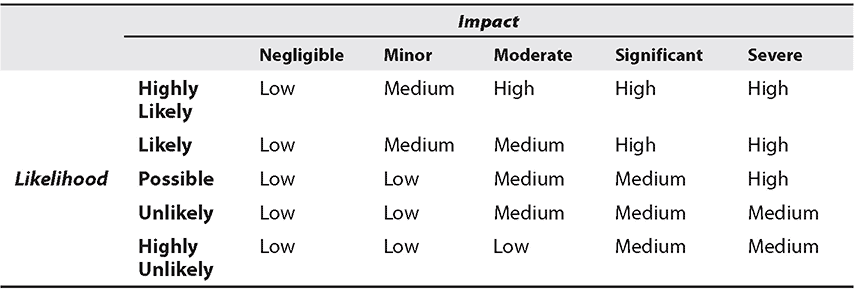 Impact
Negligible Minor Moderate Significant Severe
Highly Low Medium High High High
Likely
Likely Low Medium Medium High High
Likelihood Possible Low Low Medium Medium High
Unlikely Low Low Medium Medium Medium
Highly Low Low Low Medium Medium
Unlikely